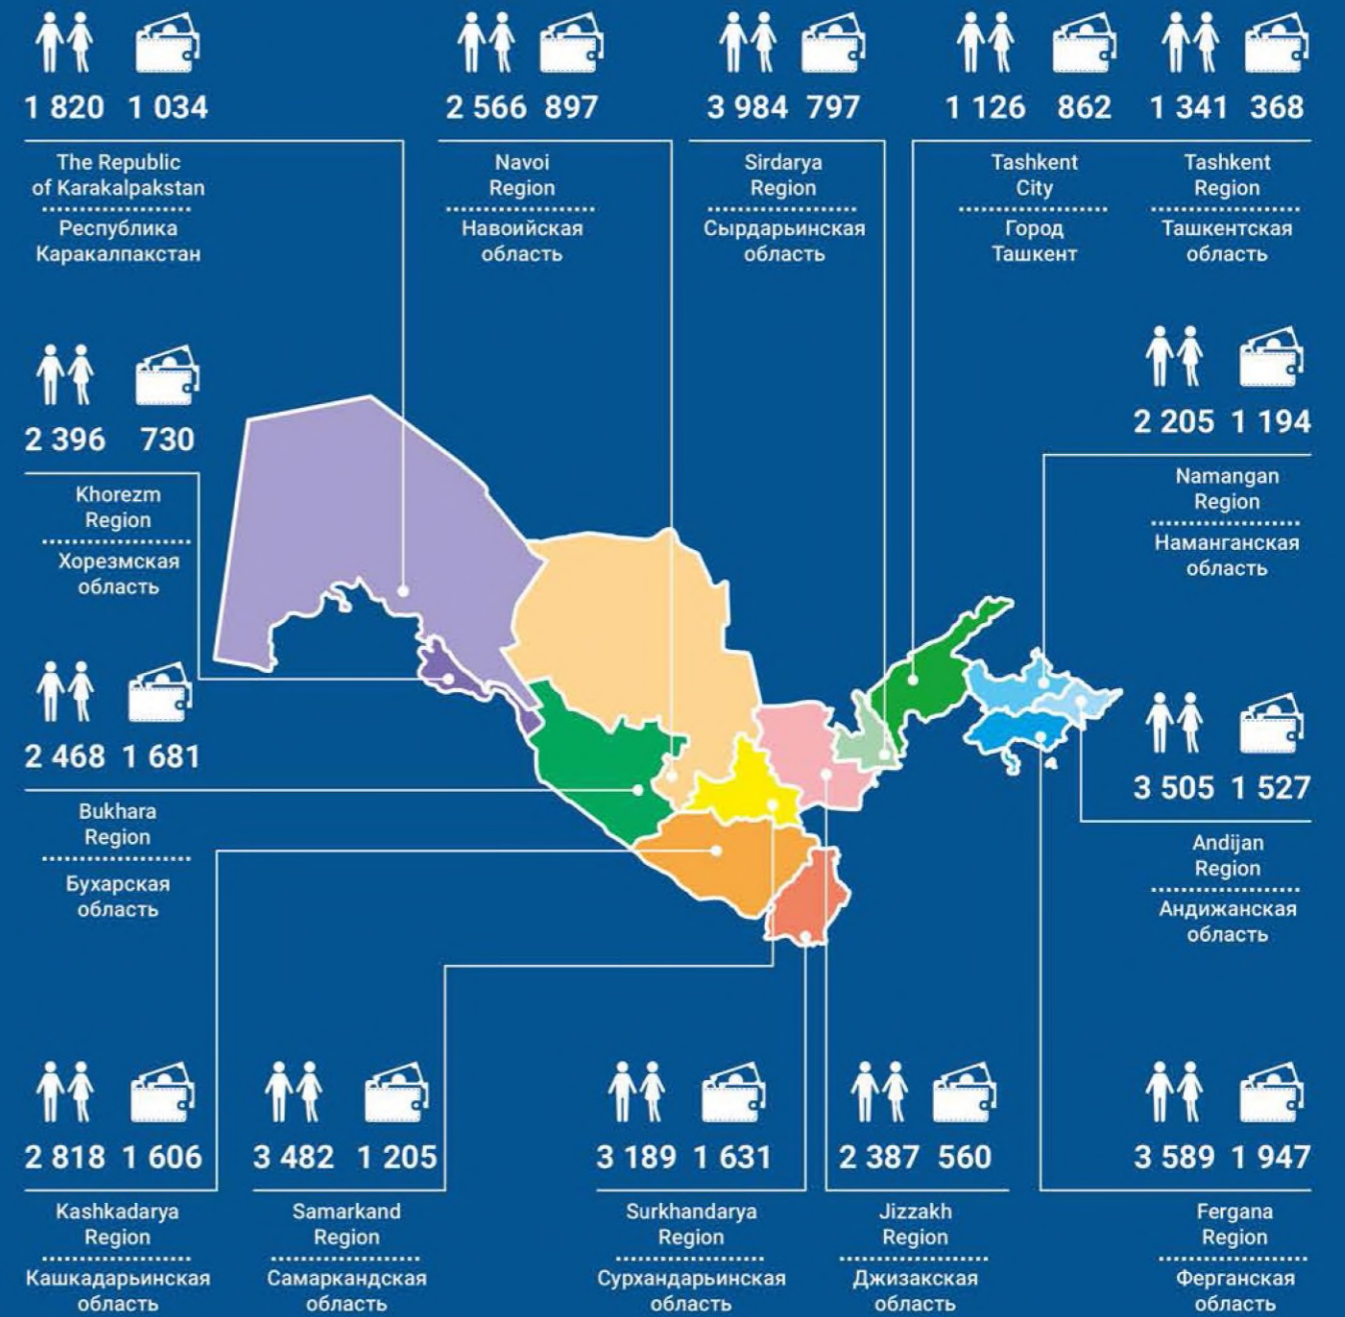 1 820 1 034
The Republic
of Karakalpakstan
Республика
Каракалпакстан
2 566 897
Navoi
Region
Навоийская
область
3 984 797
Sirdarya
Region
Сырдарьинская
область
1 126 862
Tashkent
City
Город
Ташкент
1 341 368
Tashkent
Region
Ташкентская
область
2 396 730
Khorezm
Region
Хорезмская
область
2 205 1 194
Namangan
Region
Наманганская
область
2 468 1 681
Bukhara
Region
Бухарская
область
3 505 1 527
Andijan
Region
Андижанская
область
2 818 1 606
Kashkadarya
Region
Кашкадарьинская
область
3 482 1 205
Samarkand
Region
Самаркандская
область
3 189 1 631
Surkhandarya
Region
Сурхандарьинская
область
2 387 560
Jizzakh
Region
Джизакская
область
3 589 1 947
Fergana
Region
Ферганская
область